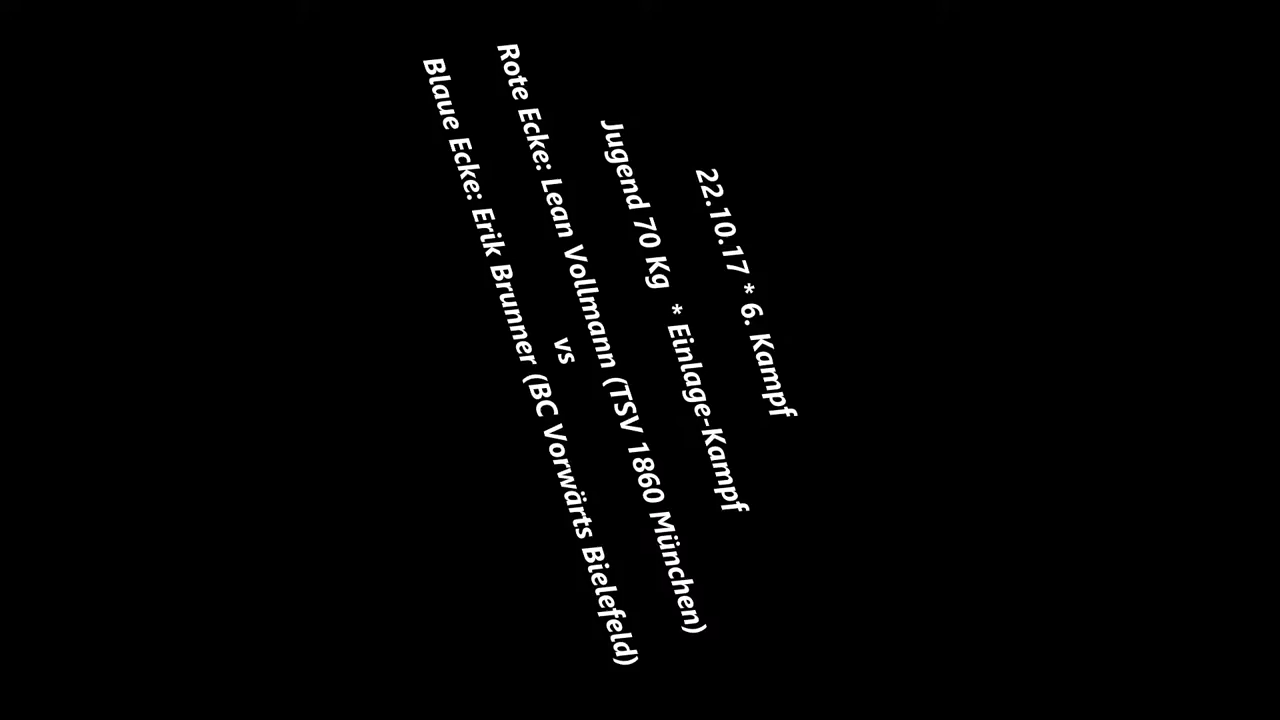 22.10.17 * 6. Kampf
Jugend 70 Kg * Einlage-Kampf
Rote Ecke: Lean Vollmann (TSV 1860 München)
vs
Blaue Ecke: Erik Brunner (BC Vorwärts Bielefeld)